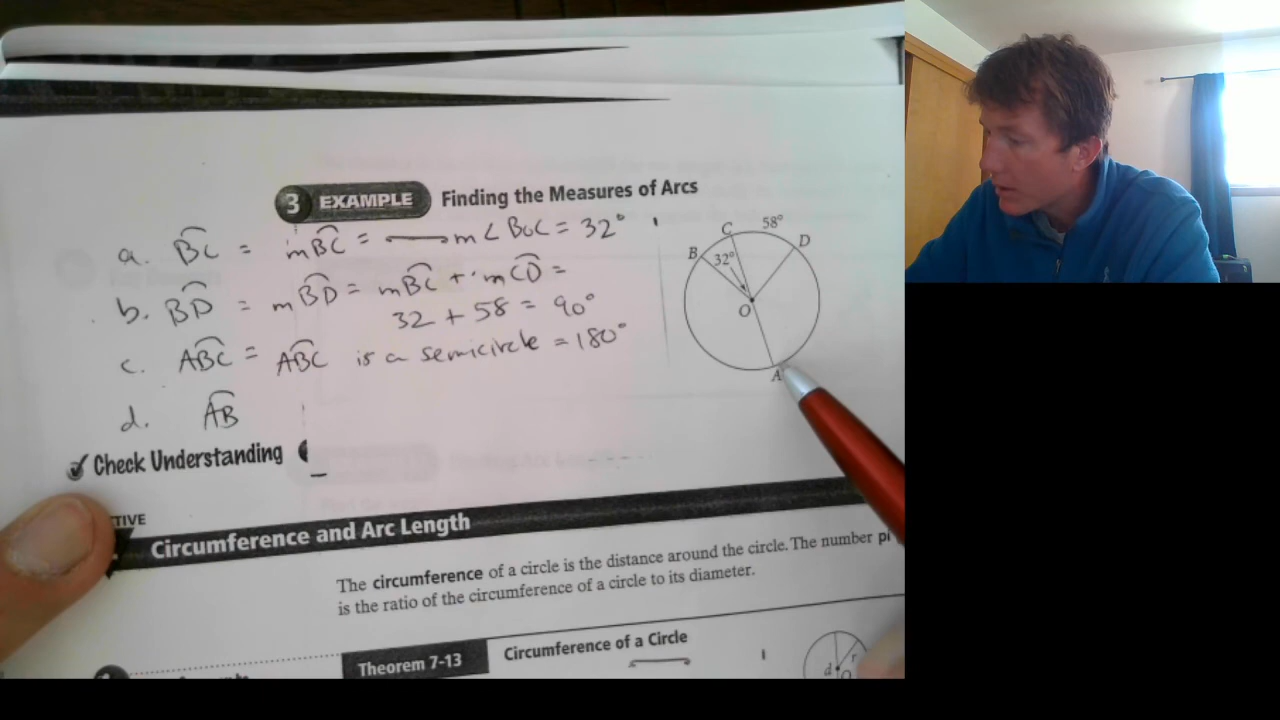 3 EXAMPLE Finding the Measures of Arcs
a. BC = mBC = m∠BOC = 32°
b. BD = mBD = mBC + mCD =
32 + 58 = 90°
c. ABC = ABC is a semicircle = 180°
d. AB
B C 58° D
32°
O
A
Check Understanding
TIVE
Circumference and Arc Length
The circumference of a circle is the distance around the circle. The number pi
is the ratio of the circumference of a circle to its diameter.
Theorem 7-13 Circumference of a Circle
d r
O